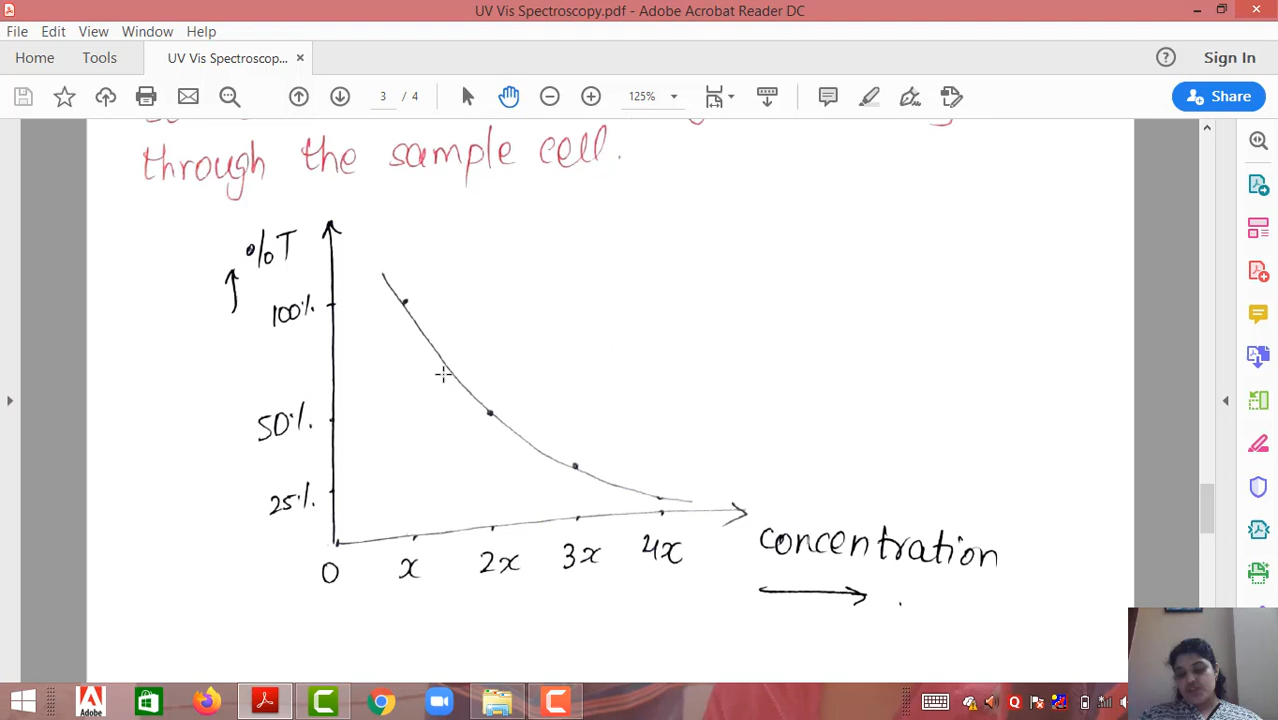 UV Vis Spectroscopy.pdf - Adobe Acrobat Reader DC
File Edit View Window Help
Home Tools UV Vis Spectroscop... × ? Sign In
3 / 4 125% Share
through the sample cell.
%T
100%.
50%.
25%.
0 x 2x 3x 4x concentration
Adobe